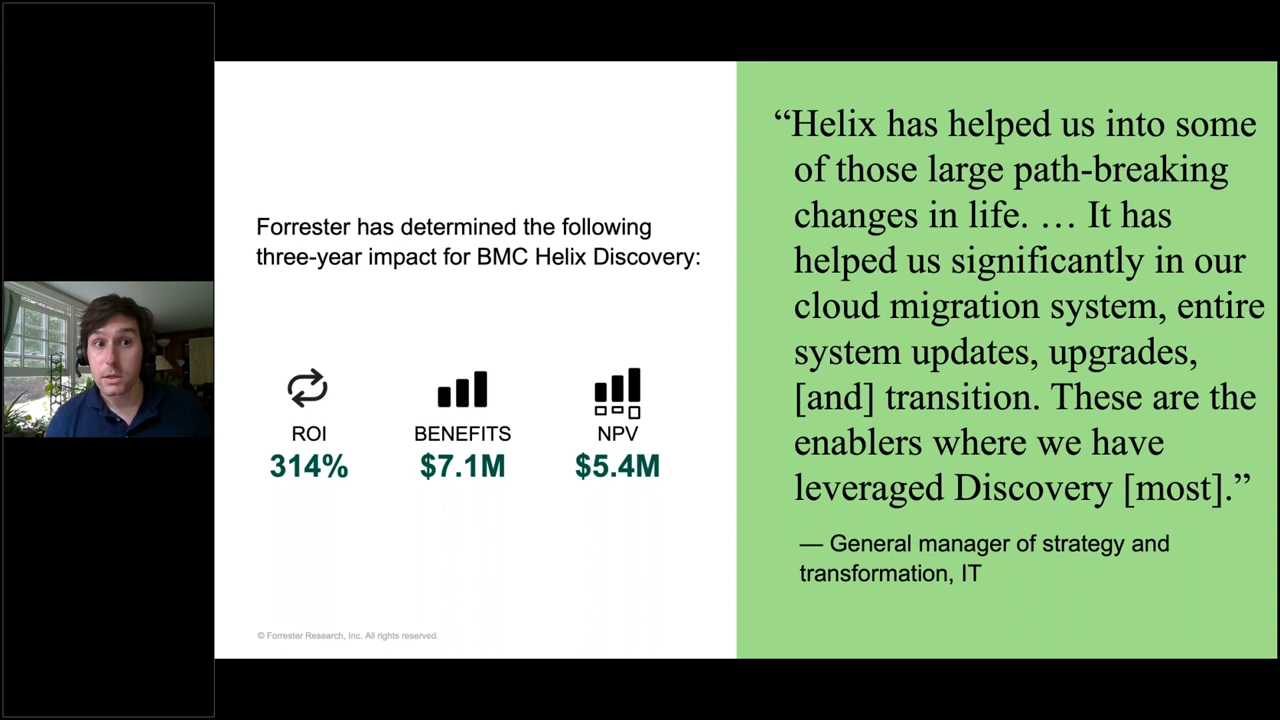 Forrester has determined the following
three-year impact for BMC Helix Discovery:
ROI
314%
BENEFITS
$7.1M
NPV
$5.4M
© Forrester Research, Inc. All rights reserved.
“Helix has helped us into some
of those large path-breaking
changes in life. … It has
helped us significantly in our
cloud migration system, entire
system updates, upgrades,
[and] transition. These are the
enablers where we have
leveraged Discovery [most].”
— General manager of strategy and
transformation, IT